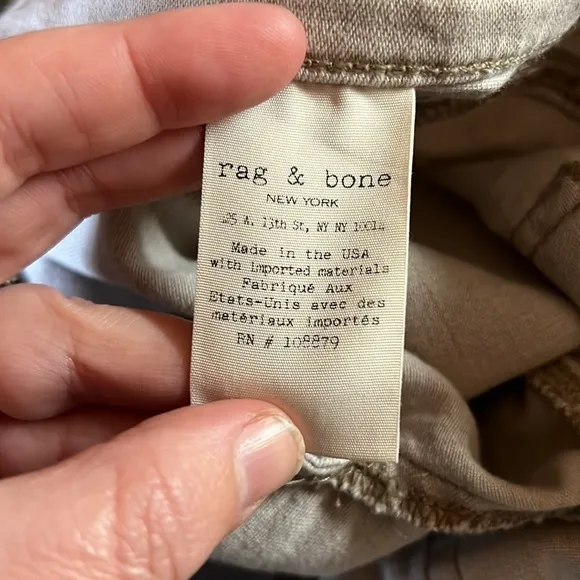 rag & bone
NEW YORK
13th St, NY NY 10014
Made in the USA
with Imported materials
Fabriqué Aux
Etats-Unis avec des
matériaux importés
RN # 108879